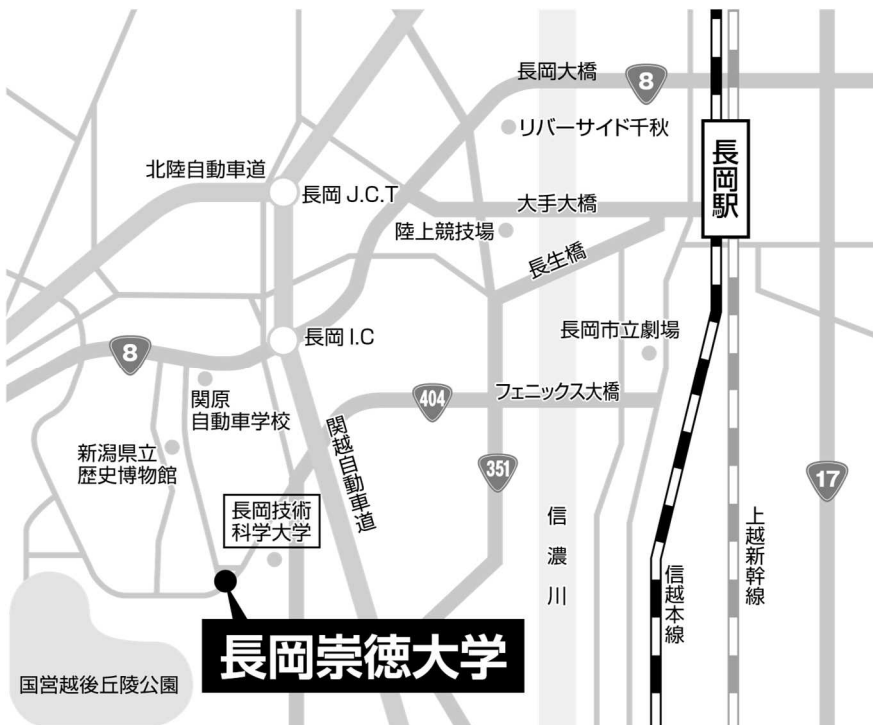 長岡大橋
8
リバーサイド千秋
長岡駅
北陸自動車道
長岡 J.C.T
大手大橋
陸上競技場
長生橋
長岡 I.C
長岡市立劇場
8
関原
自動車学校
404
フェニックス大橋
関越自動車道
新潟県立
歴史博物館
351
17
長岡技術
科学大学
信濃川
上越新幹線
信越本線
長岡崇徳大学
国営越後丘陵公園